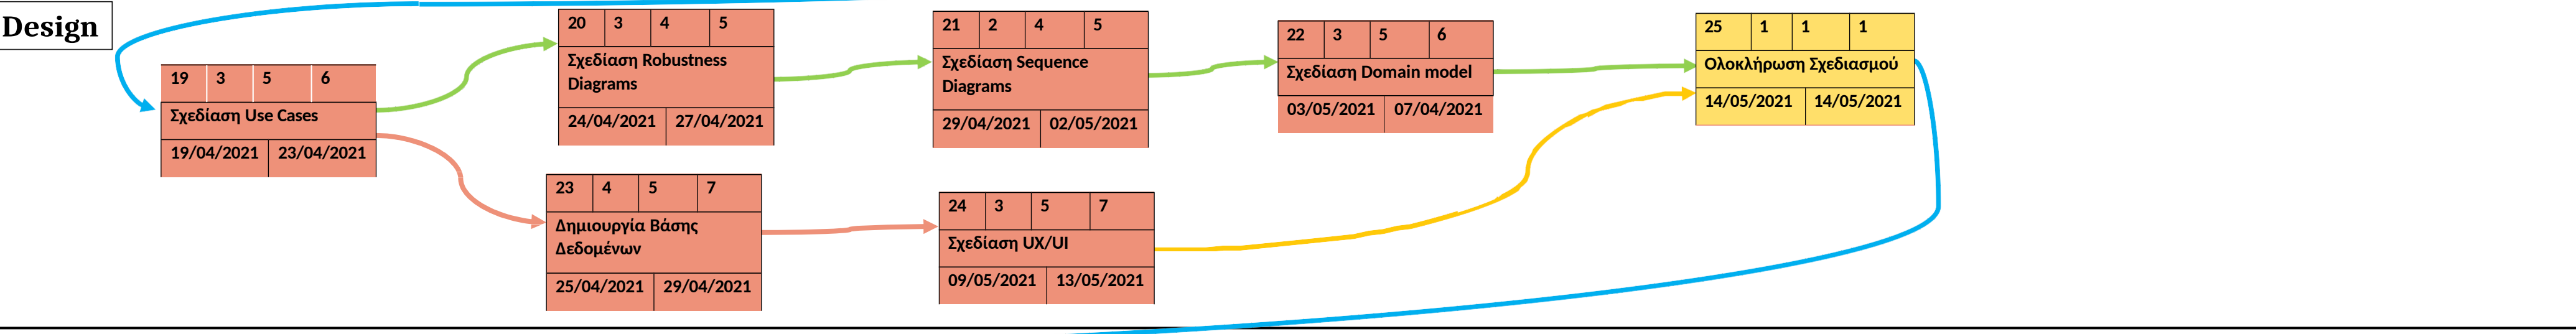 Design
19 3 5 6
Σχεδίαση Use Cases
19/04/2021 23/04/2021
20 3 4 5
Σχεδίαση Robustness
Diagrams
24/04/2021 27/04/2021
21 2 4 5
Σχεδίαση Sequence
Diagrams
29/04/2021 02/05/2021
22 3 5 6
Σχεδίαση Domain model
03/05/2021 07/04/2021
25 1 1 1
Ολοκλήρωση Σχεδιασμού
14/05/2021 14/05/2021
23 4 5 7
Δημιουργία Βάσης
Δεδομένων
25/04/2021 29/04/2021
24 3 5 7
Σχεδίαση UX/UI
09/05/2021 13/05/2021